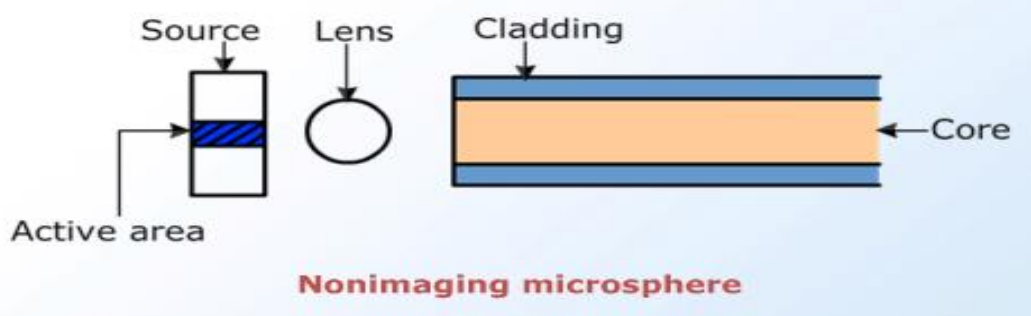 Source
Lens
Cladding
Core
Active area
Nonimaging microsphere